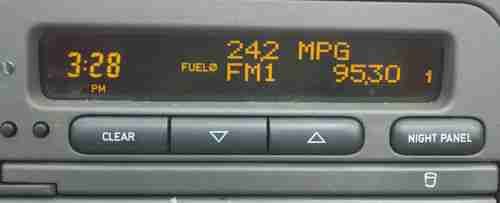 3:28
PM
24.2 MPG
FUEL∅
FM1 95.30 1
CLEAR
NIGHT PANEL